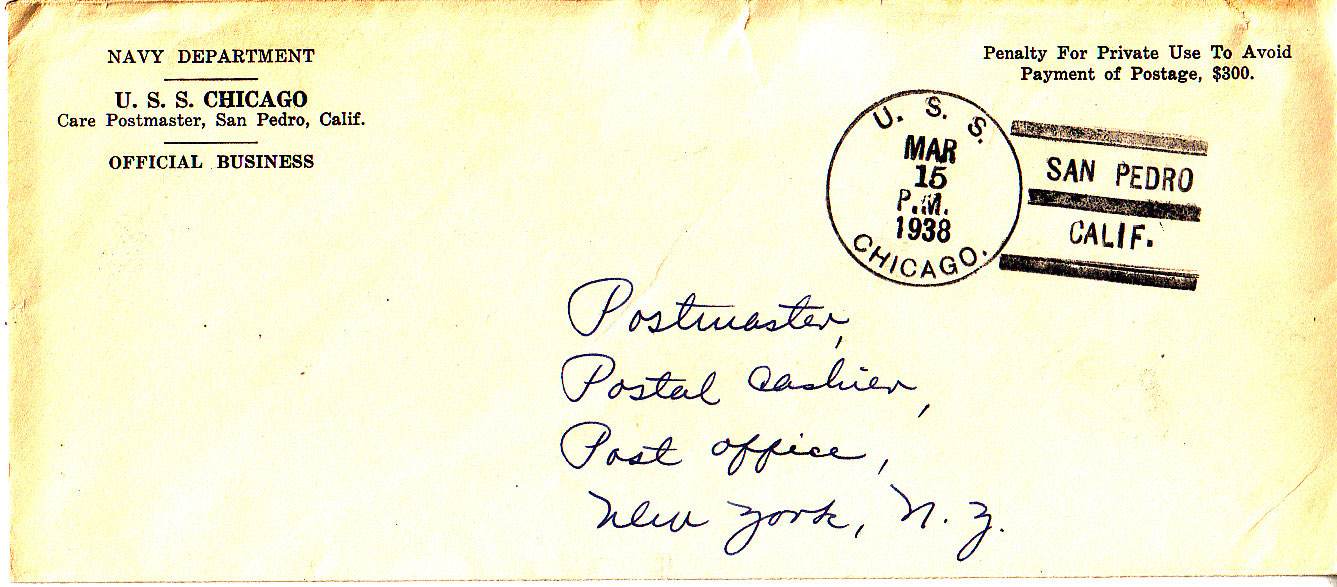 NAVY DEPARTMENT
U. S. S. CHICAGO
Care Postmaster, San Pedro, Calif.
OFFICIAL BUSINESS
Penalty For Private Use To Avoid
Payment of Postage, $300.
U. S. S.
MAR
15
P.M.
1938
CHICAGO.
SAN PEDRO
CALIF.
Postmaster,
Postal Cashier,
Post office,
New York, N. Y.